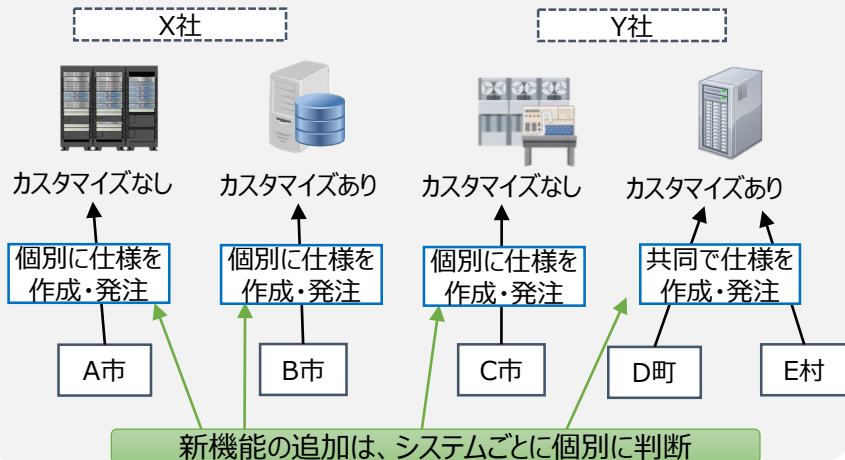 X社
Y社
カスタマイズなし
カスタマイズあり
カスタマイズなし
カスタマイズあり
個別に仕様を
作成・発注
個別に仕様を
作成・発注
個別に仕様を
作成・発注
共同で仕様を
作成・発注
A市
B市
C市
D町
E村
新機能の追加は、システムごとに個別に判断